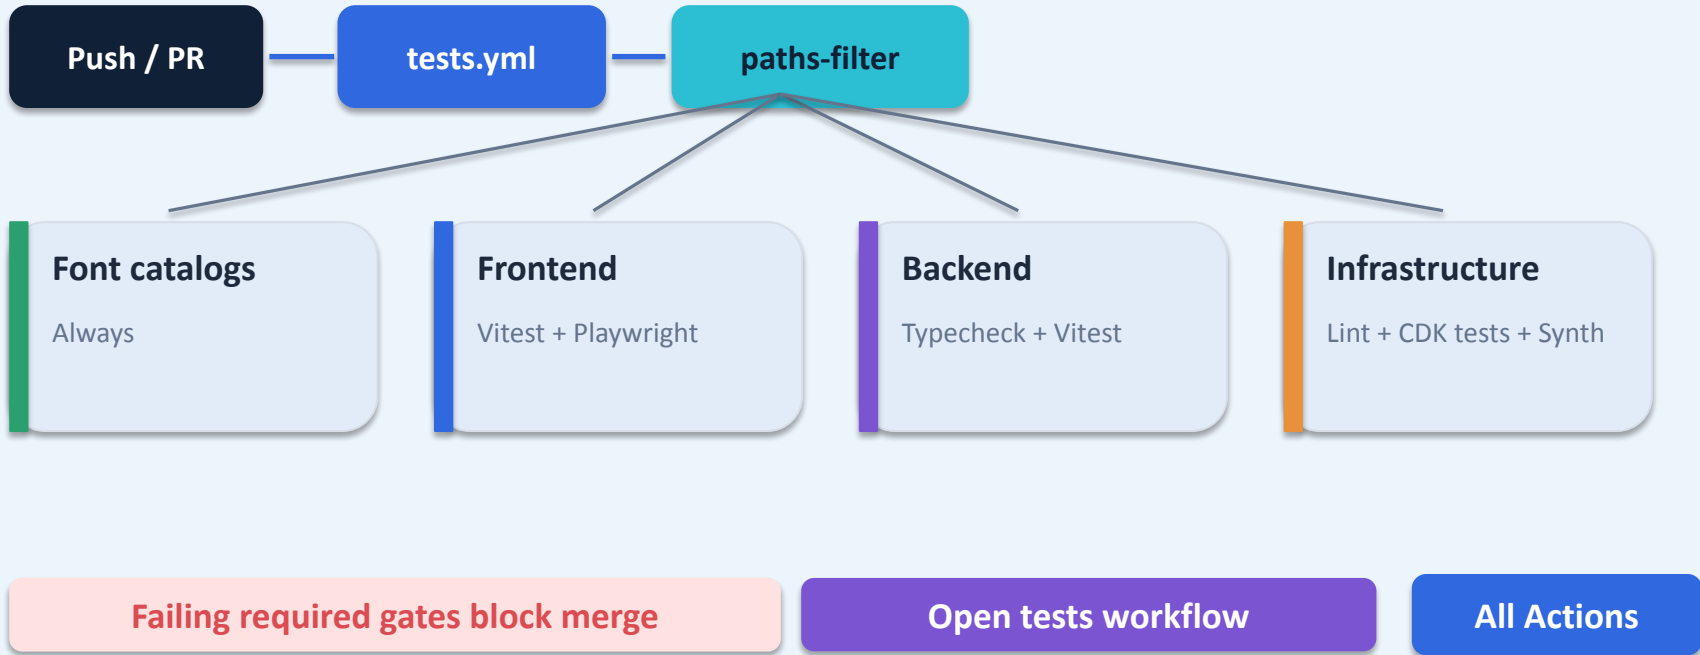 Push / PR
tests.yml
paths-filter
Font catalogs
Always
Frontend
Vitest + Playwright
Backend
Typecheck + Vitest
Infrastructure
Lint + CDK tests + Synth
Failing required gates block merge
Open tests workflow
All Actions